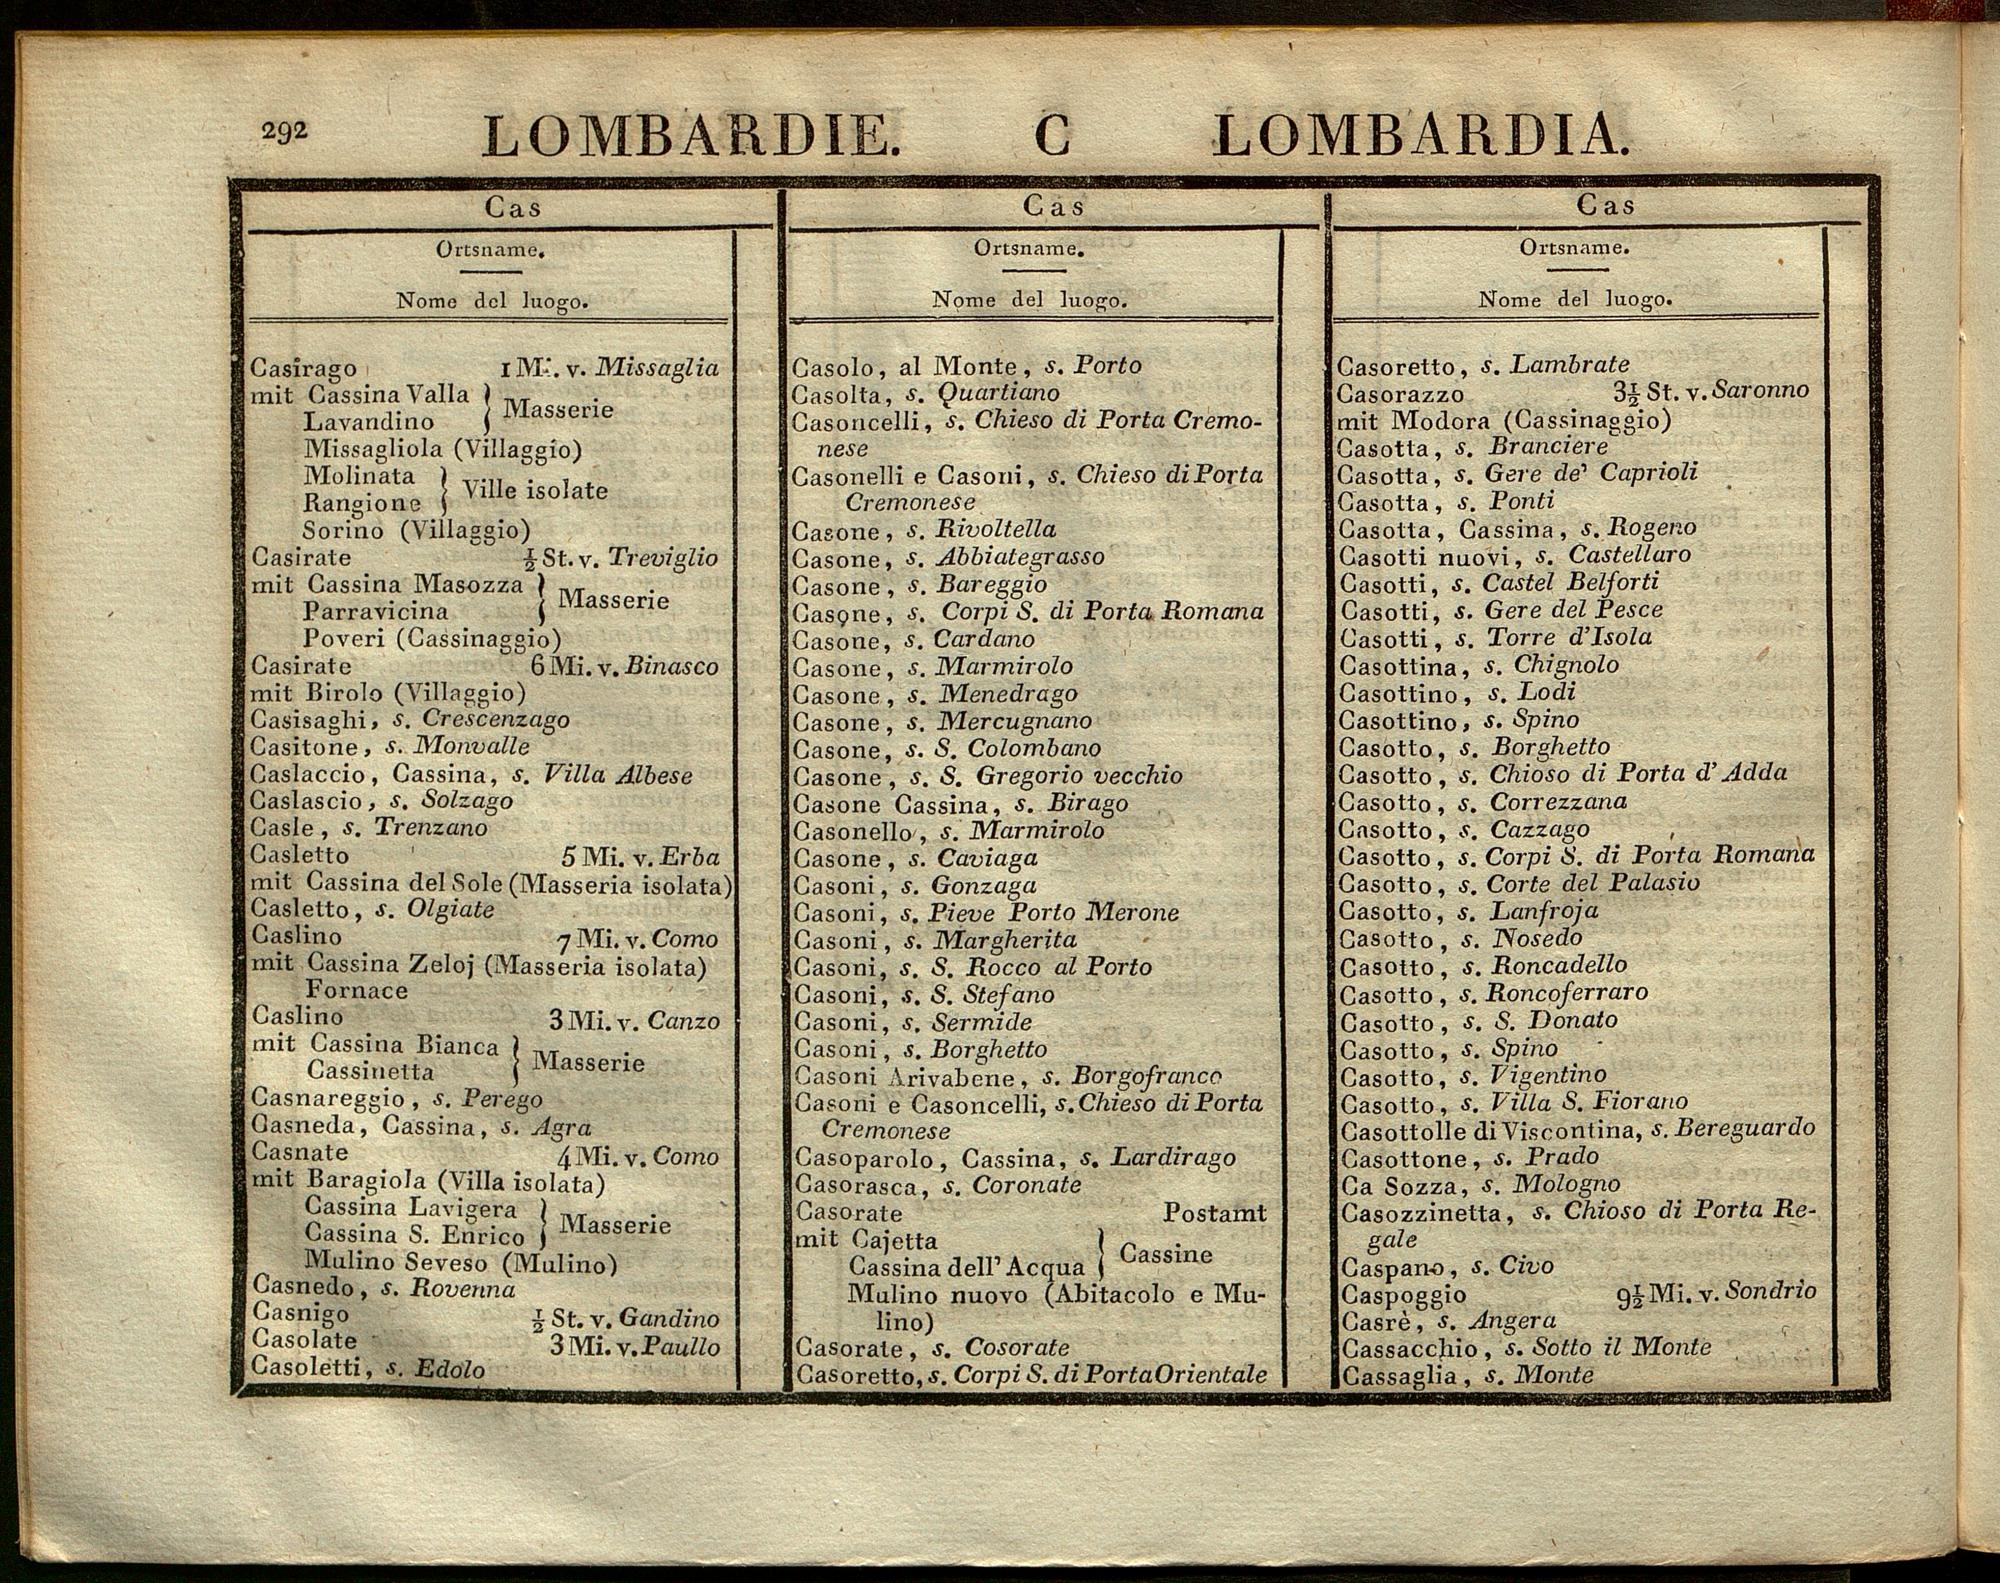 292
LOMBARDIE. C LOMBARDIA.
Cas
Ortsname.
Nome del luogo.
Casirago 1 Mi. v. Missaglia
mit Cassina Valla } Masserie
Lavandino
Missagliola (Villaggio)
Molinata } Ville isolate
Rangione
Sorino (Villaggio)
Casirate ½ St. v. Treviglio
mit Cassina Masozza } Masserie
Parravicina
Poveri (Cassinaggio)
Casirate 6 Mi. v. Binasco
mit Birolo (Villaggio)
Casisaghi, s. Crescenzago
Casitone, s. Monvalle
Caslaccio, Cassina, s. Villa Albese
Caslascio, s. Solzago
Casle, s. Trenzano
Casletto 5 Mi. v. Erba
mit Cassina del Sole (Masseria isolata)
Casletto, s. Olgiate
Caslino 7 Mi. v. Como
mit Cassina Zeloj (Masseria isolata)
Fornace
Caslino 3 Mi. v. Canzo
mit Cassina Bianca } Masserie
Cassinetta
Casnareggio, s. Perego
Casneda, Cassina, s. Agra
Casnate 4 Mi. v. Como
mit Baragiola (Villa isolata)
Cassina Lavigera } Masserie
Cassina S. Enrico
Mulino Seveso (Mulino)
Casnedo, s. Rovenna
Casnigo ½ St. v. Gandino
Casolate 3 Mi. v. Paullo
Casoletti, s. Edolo
Cas
Ortsname.
Nome del luogo.
Casolo, al Monte, s. Porto
Casolta, s. Quartiano
Casoncelli, s. Chieso di Porta Cremo-
nese
Casonelli e Casoni, s. Chieso di Porta
Cremonese
Casone, s. Rivoltella
Casone, s. Abbiategrasso
Casone, s. Bareggio
Casone, s. Corpi S. di Porta Romana
Casone, s. Cardano
Casone, s. Marmirolo
Casone, s. Menedrago
Casone, s. Mercugnano
Casone, s. S. Colombano
Casone, s. S. Gregorio vecchio
Casone Cassina, s. Birago
Casonello, s. Marmirolo
Casone, s. Caviaga
Casoni, s. Gonzaga
Casoni, s. Pieve Porto Merone
Casoni, s. Margherita
Casoni, s. S. Rocco al Porto
Casoni, s. S. Stefano
Casoni, s. Sermide
Casoni, s. Borghetto
Casoni Arivabene, s. Borgofranco
Casoni e Casoncelli, s. Chieso di Porta
Cremonese
Casoparolo, Cassina, s. Lardirago
Casorasca, s. Coronate
Casorate Postamt
mit Cajetta } Cassine
Cassina dell' Acqua
Mulino nuovo (Abitacolo e Mu-
lino)
Casorate, s. Cosorate
Casoretto, s. Corpi S. di Porta Orientale
Cas
Ortsname.
Nome del luogo.
Casoretto, s. Lambrate
Casorazzo 3½ St. v. Saronno
mit Modora (Cassinaggio)
Casotta, s. Branciere
Casotta, s. Gere de' Caprioli
Casotta, s. Ponti
Casotta, Cassina, s. Rogeno
Casotti nuovi, s. Castellaro
Casotti, s. Castel Belforti
Casotti, s. Gere del Pesce
Casotti, s. Torre d'Isola
Casottina, s. Chignolo
Casottino, s. Lodi
Casottino, s. Spino
Casotto, s. Borghetto
Casotto, s. Chioso di Porta d' Adda
Casotto, s. Correzzana
Casotto, s. Cazzago
Casotto, s. Corpi S. di Porta Romana
Casotto, s. Corte del Palasio
Casotto, s. Lanfroja
Casotto, s. Nosedo
Casotto, s. Roncadello
Casotto, s. Roncoferraro
Casotto, s. S. Donato
Casotto, s. Spino
Casotto, s. Vigentino
Casotto, s. Villa S. Fiorano
Casottolle di Viscontina, s. Bereguardo
Casottone, s. Prado
Ca Sozza, s. Mologno
Casozzinetta, s. Chioso di Porta Re-
gale
Caspano, s. Civo
Caspoggio 9½ Mi. v. Sondrio
Casrè, s. Angera
Cassacchio, s. Sotto il Monte
Cassaglia, s. Monte